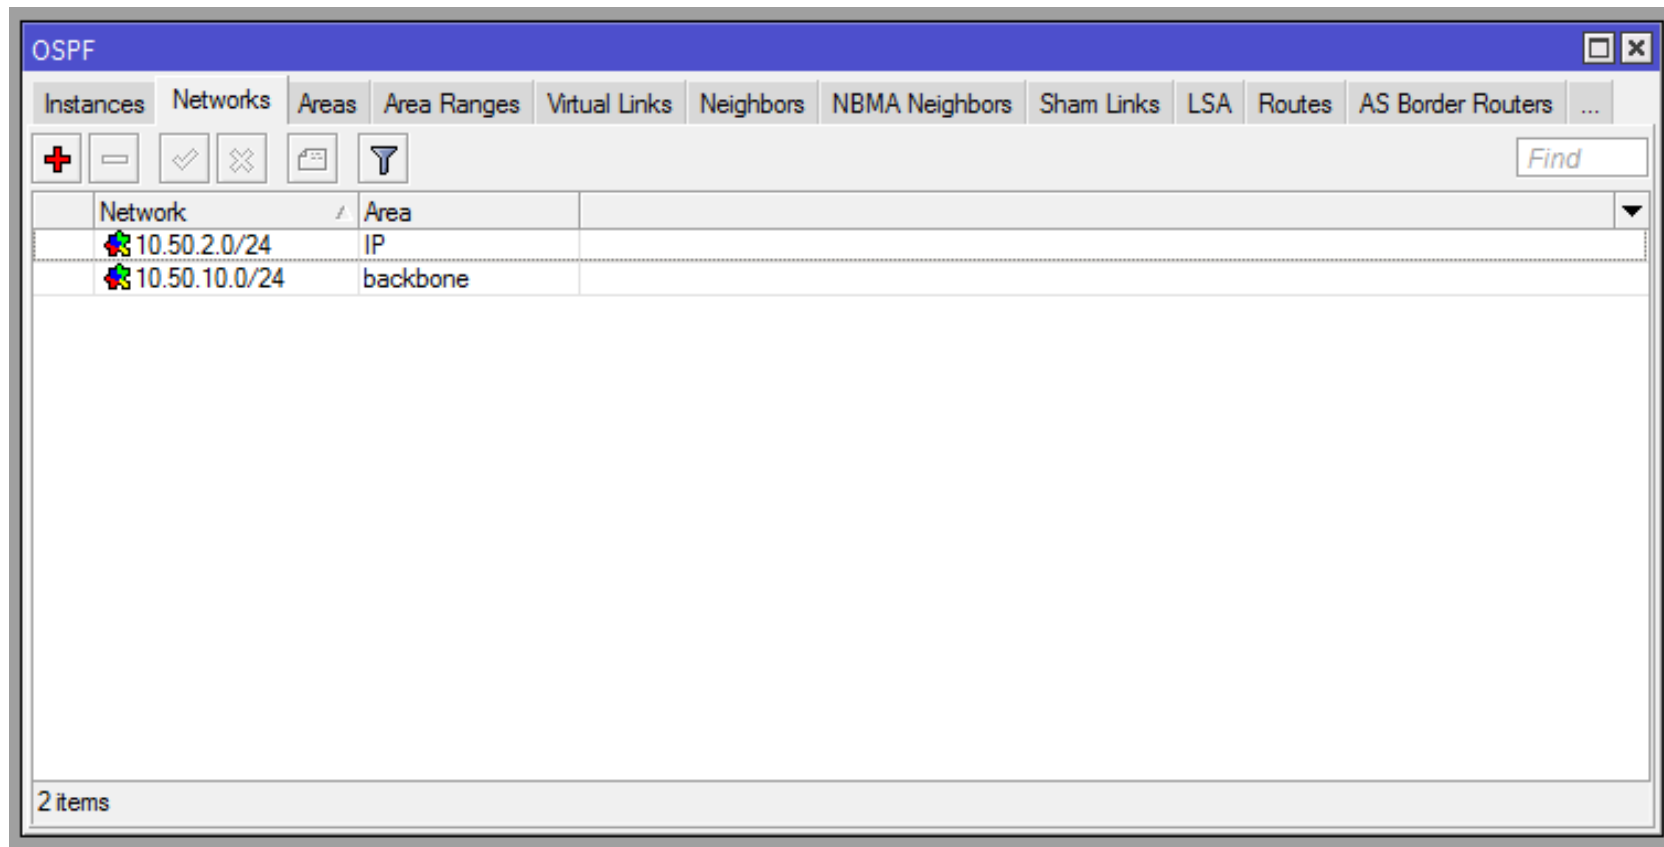 OSPF
Instances Networks Areas Area Ranges Virtual Links Neighbors NBMA Neighbors Sham Links LSA Routes AS Border Routers ...
Find
Network Area
10.50.2.0/24 IP
10.50.10.0/24 backbone
2 items